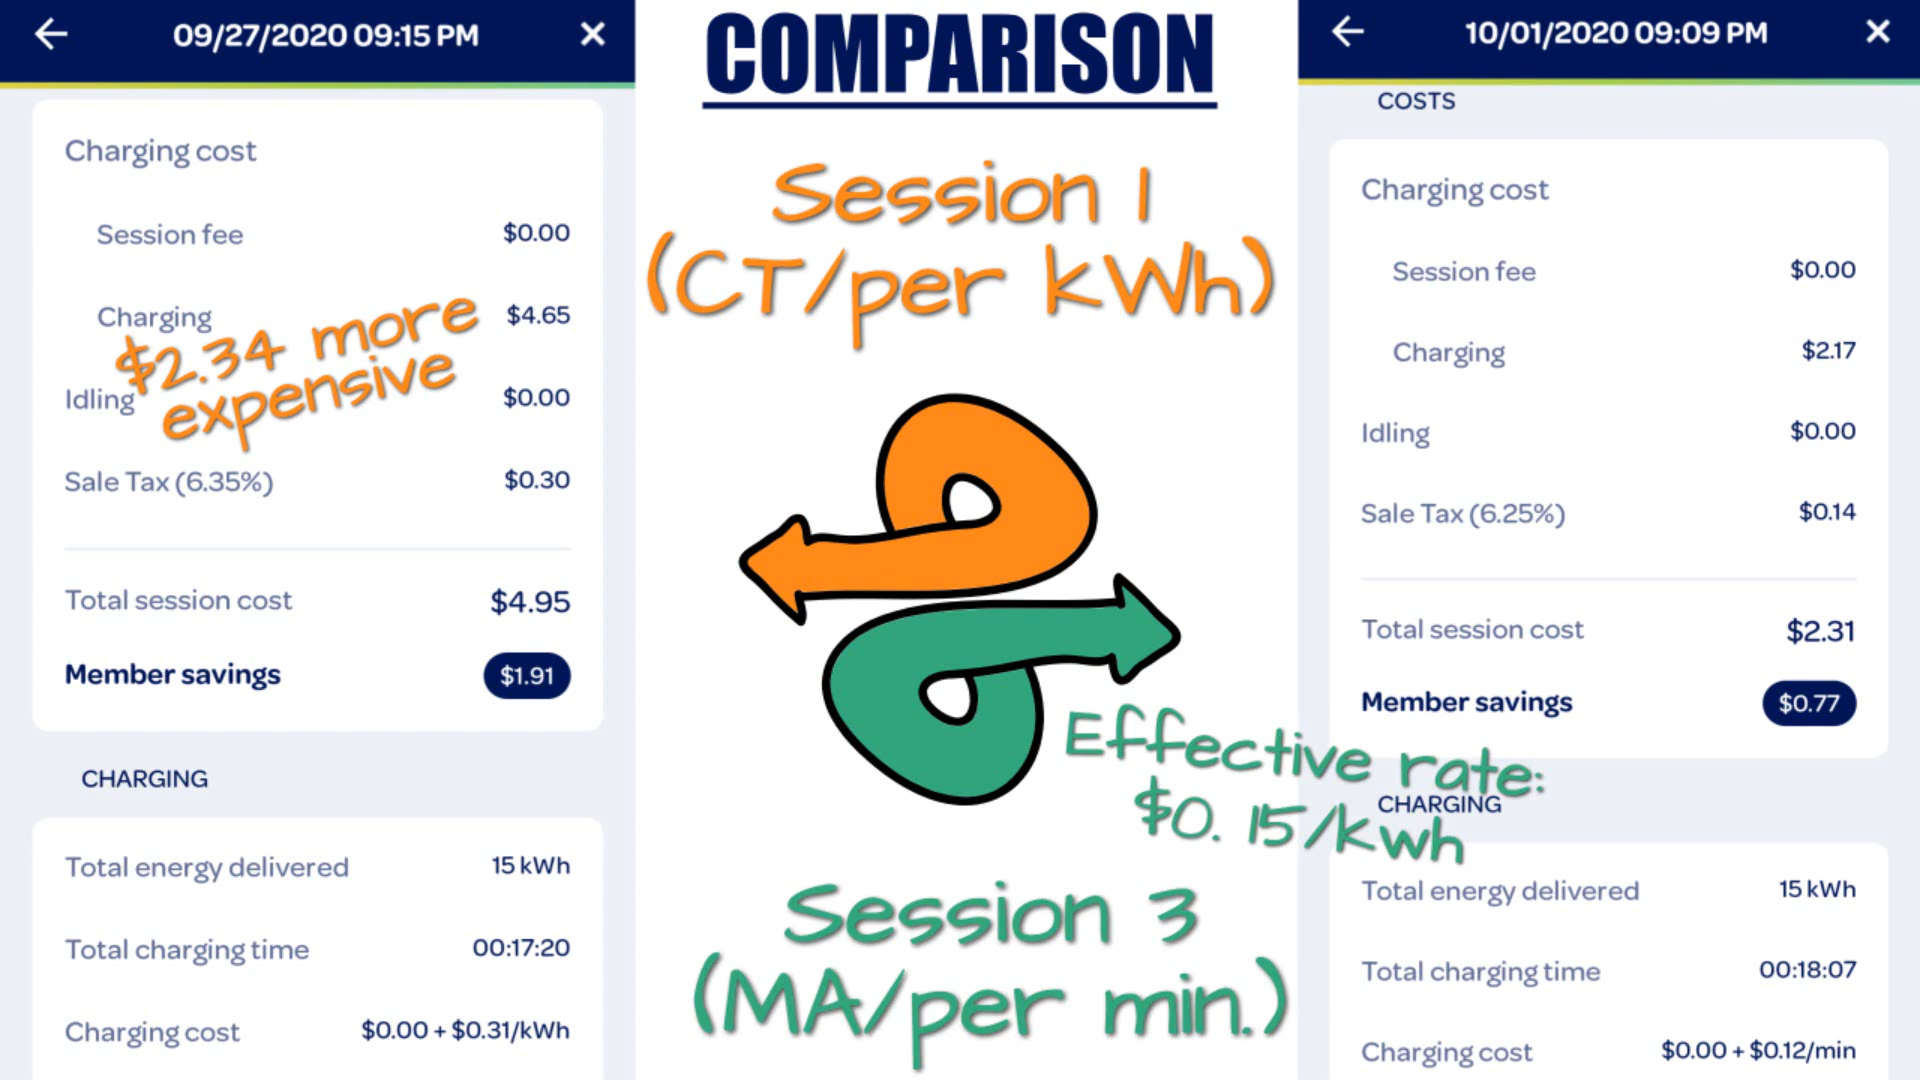 09/27/2020 09:15 PM
Charging cost
Session fee $0.00
Charging $4.65
$2.34 more
expensive
Idling $0.00
Sale Tax (6.35%) $0.30
Total session cost $4.95
Member savings $1.91
CHARGING
Total energy delivered 15 kWh
Total charging time 00:17:20
Charging cost $0.00 + $0.31/kWh
COMPARISON
Session 1
(CT/per kWh)
Effective rate:
$0. 15/kwh
Session 3
(MA/per min.)
10/01/2020 09:09 PM
COSTS
Charging cost
Session fee $0.00
Charging $2.17
Idling $0.00
Sale Tax (6.25%) $0.14
Total session cost $2.31
Member savings $0.77
CHARGING
Total energy delivered 15 kWh
Total charging time 00:18:07
Charging cost $0.00 + $0.12/min